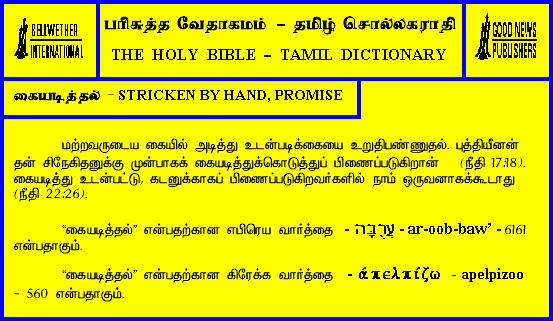 BELLWETHER
INTERNATIONAL
பரிசுத்த வேதாகமம் – தமிழ் சொல்லகராதி
THE HOLY BIBLE – TAMIL DICTIONARY
GOOD NEWS
PUBLISHERS
கையடித்தல் – STRICKEN BY HAND, PROMISE
மற்றவருடைய கையில் அடித்து உடன்படிக்கையை உறுதிபண்ணுதல். புத்தியீனன்
தன் சிநேகிதனுக்கு முன்பாகக் கையடித்துக்கொடுத்துப் பிணைப்படுகிறான் (நீதி 17:18).
கையடித்து உடன்பட்டு, கடனுக்காகப் பிணைப்படுகிறவர்களில் நாம் ஒருவனாகக்கூடாது
(நீதி 22:26).
“கையடித்தல்” என்பதற்கான எபிரெய வார்த்தை - עֲרֻבָּה - ar-oob-baw’ - 6161
என்பதாகும்.
“கையடித்தல்” என்பதற்கான கிரேக்க வார்த்தை - ἀπελπίζω - apelpizoo
– 560 என்பதாகும்.